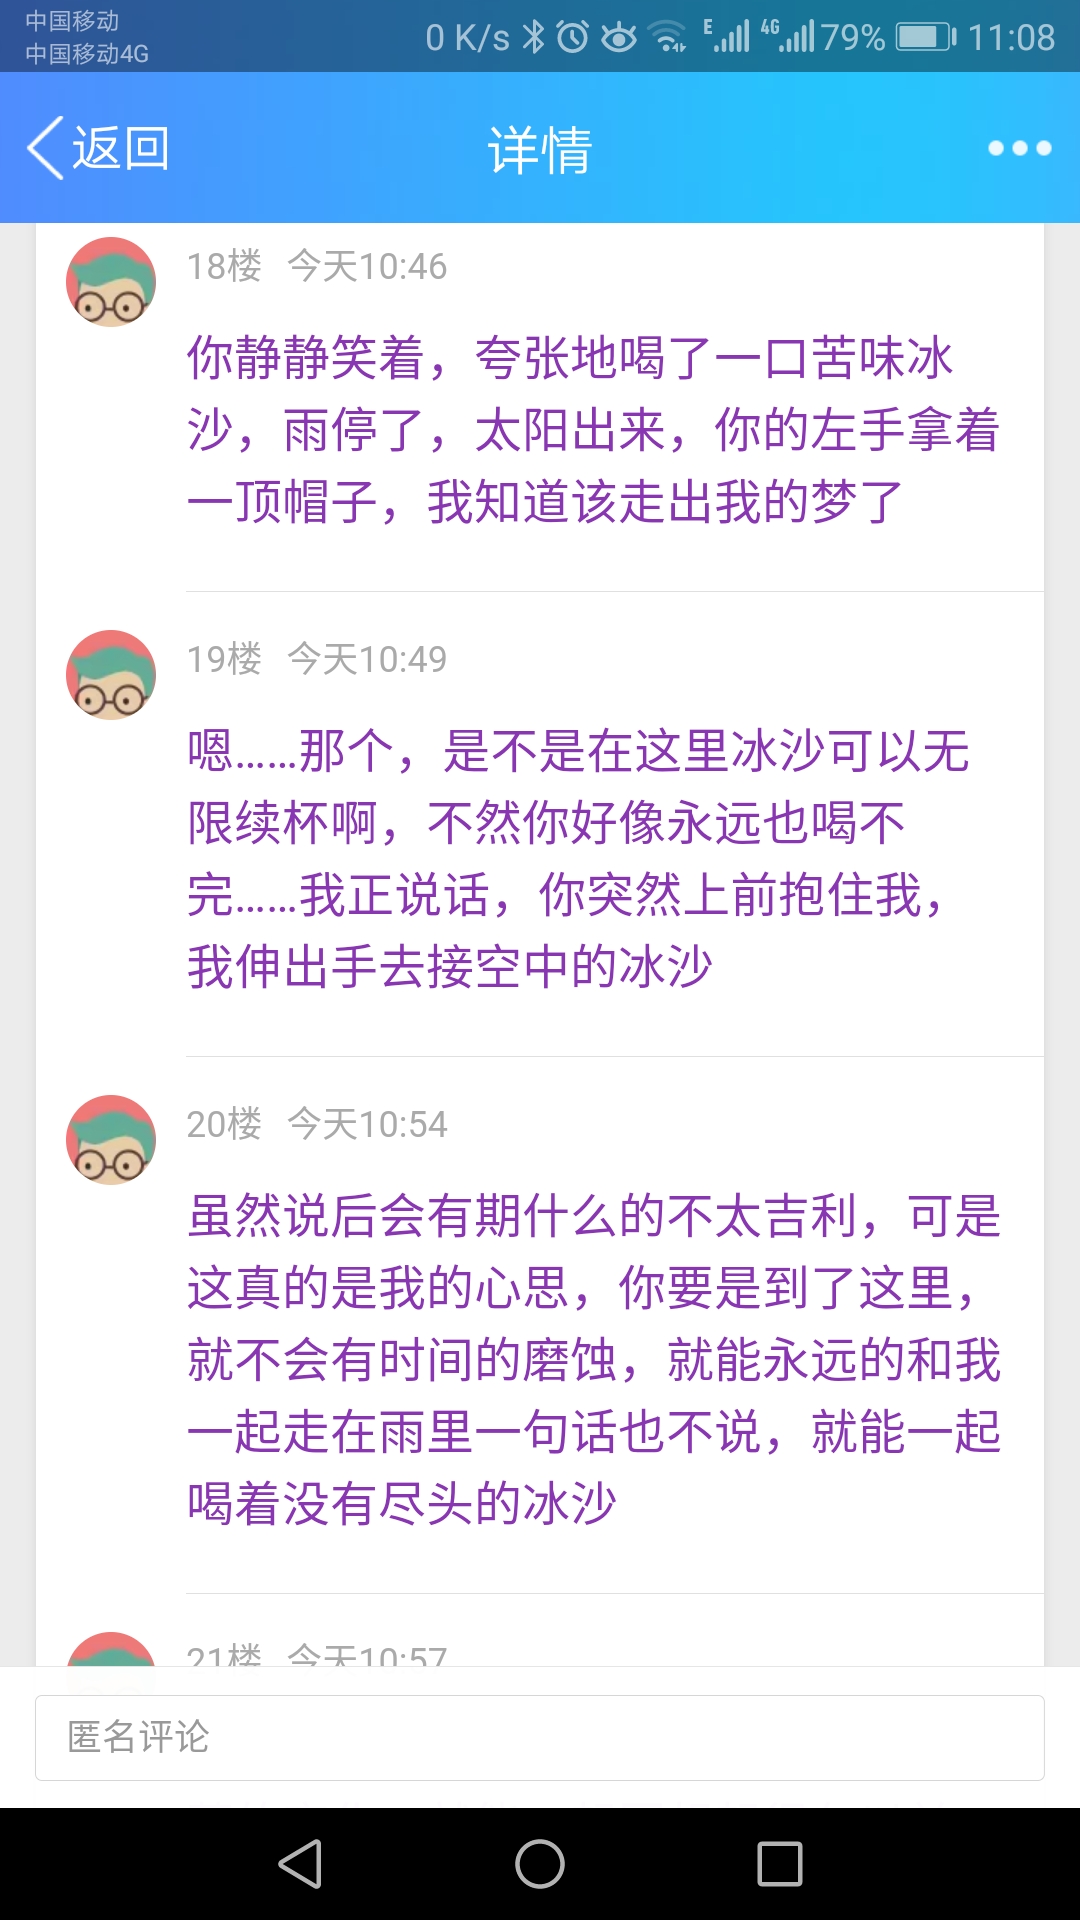 中国移动
中国移动4G
0 K/s E 4G 79% 11:08
返回 详情
18楼 今天10:46
你静静笑着，夸张地喝了一口苦味冰
沙，雨停了，太阳出来，你的左手拿着
一顶帽子，我知道该走出我的梦了
19楼 今天10:49
嗯……那个，是不是在这里冰沙可以无
限续杯啊，不然你好像永远也喝不
完……我正说话，你突然上前抱住我，
我伸出手去接空中的冰沙
20楼 今天10:54
虽然说后会有期什么的不太吉利，可是
这真的是我的心思，你要是到了这里，
就不会有时间的磨蚀，就能永远的和我
一起走在雨里一句话也不说，就能一起
喝着没有尽头的冰沙
21楼 今天10:57
匿名评论